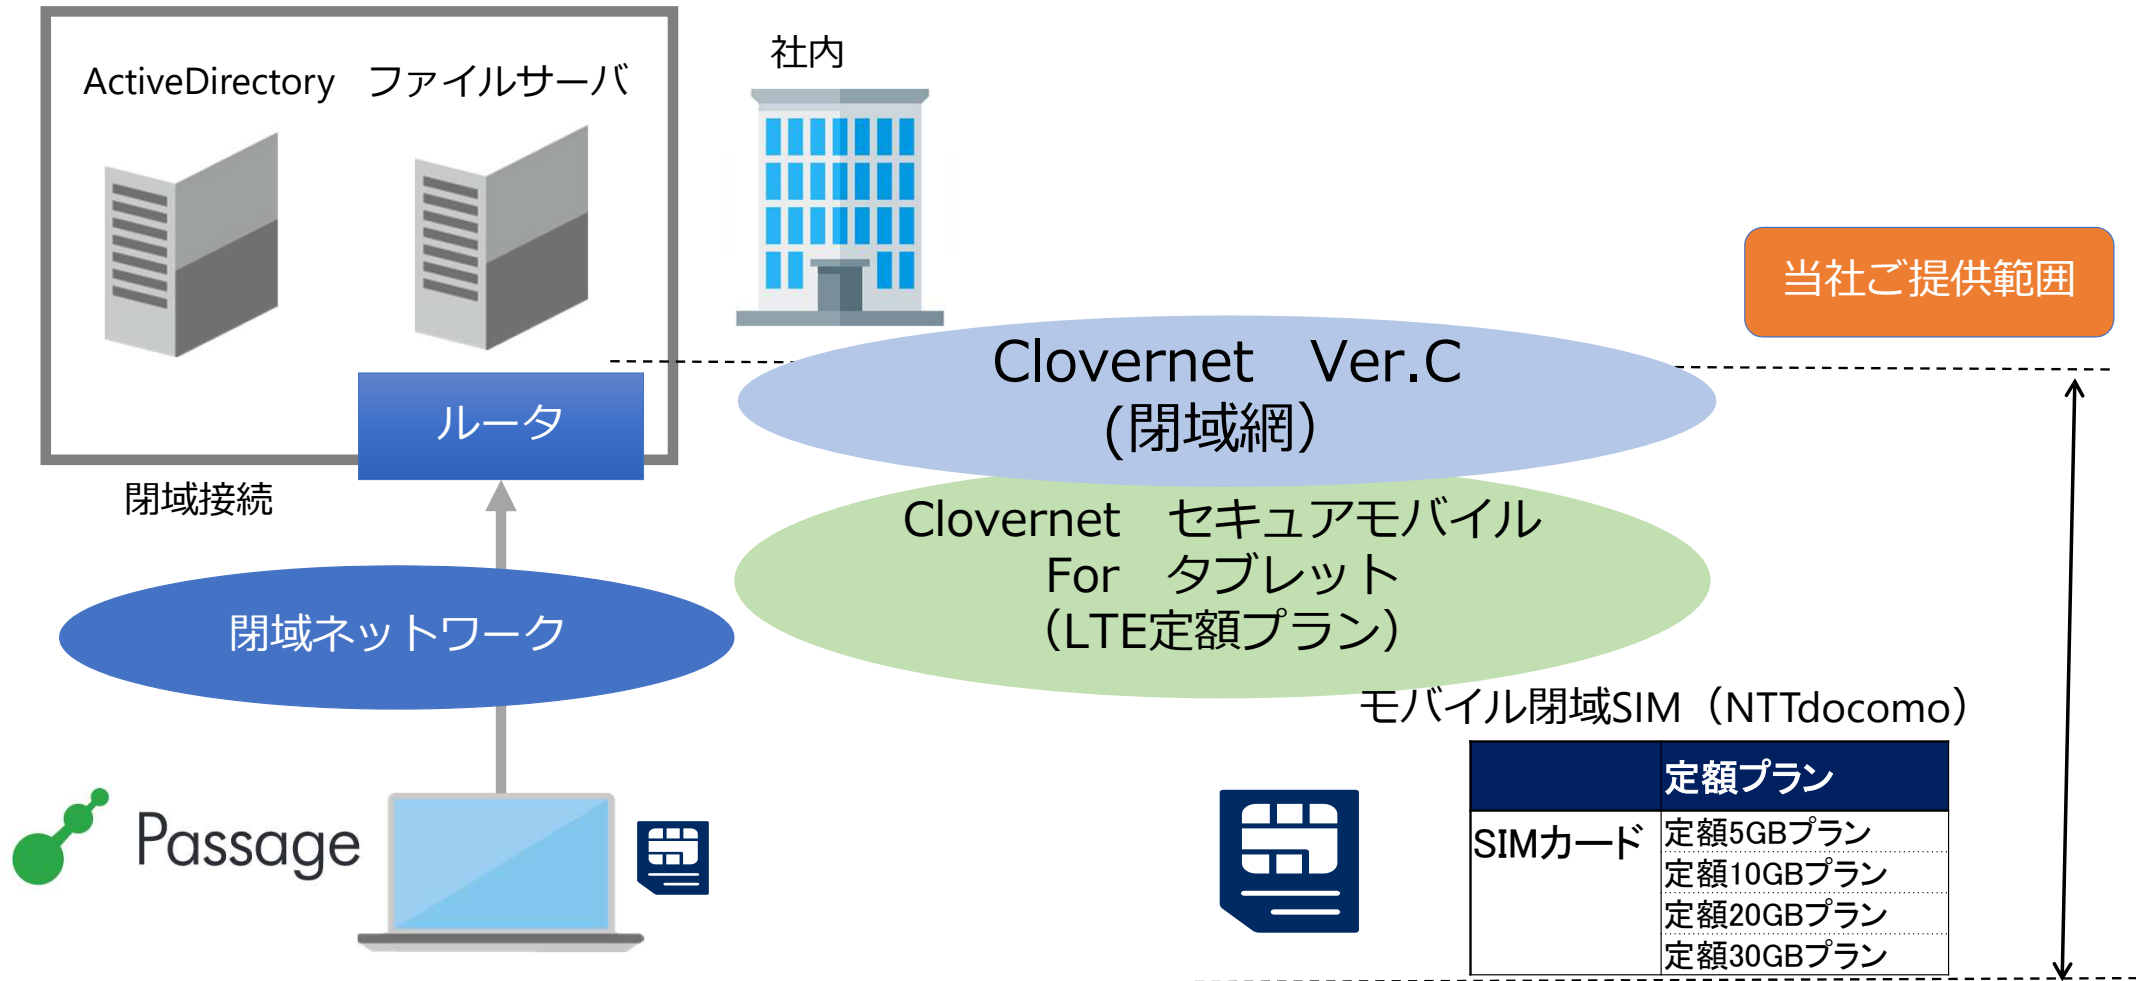 社内
ActiveDirectory ファイルサーバ
当社ご提供範囲
Clovernet Ver.C
(閉域網）
ルータ
閉域接続
Clovernet セキュアモバイル
For タブレット
（LTE定額プラン）
閉域ネットワーク
モバイル閉域SIM（NTTdocomo）
定額プラン
SIMカード
定額5GBプラン
定額10GBプラン
定額20GBプラン
定額30GBプラン
Passage